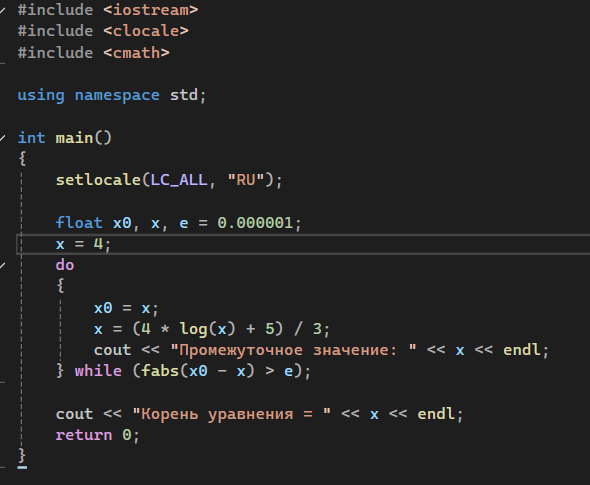 #include <iostream>
#include <clocale>
#include <cmath>
using namespace std;
int main()
{
setlocale(LC_ALL, "RU");
float x0, x, e = 0.000001;
x = 4;
do
{
x0 = x;
x = (4 * log(x) + 5) / 3;
cout << "Промежуточное значение: " << x << endl;
} while (fabs(x0 - x) > e);
cout << "Корень уравнения = " << x << endl;
return 0;
}